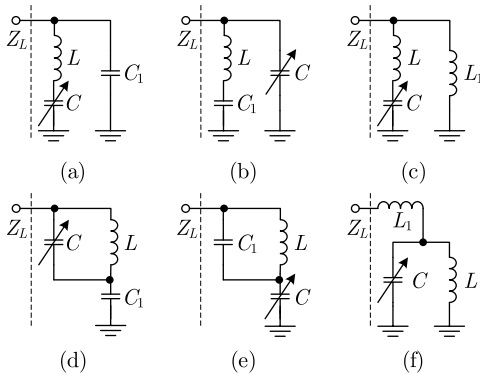 Z_L L C C_1
Z_L L C_1 C
Z_L L C L_1
(a) (b) (c)
Z_L C L C_1
Z_L C_1 L C
Z_L L_1 C L
(d) (e) (f)